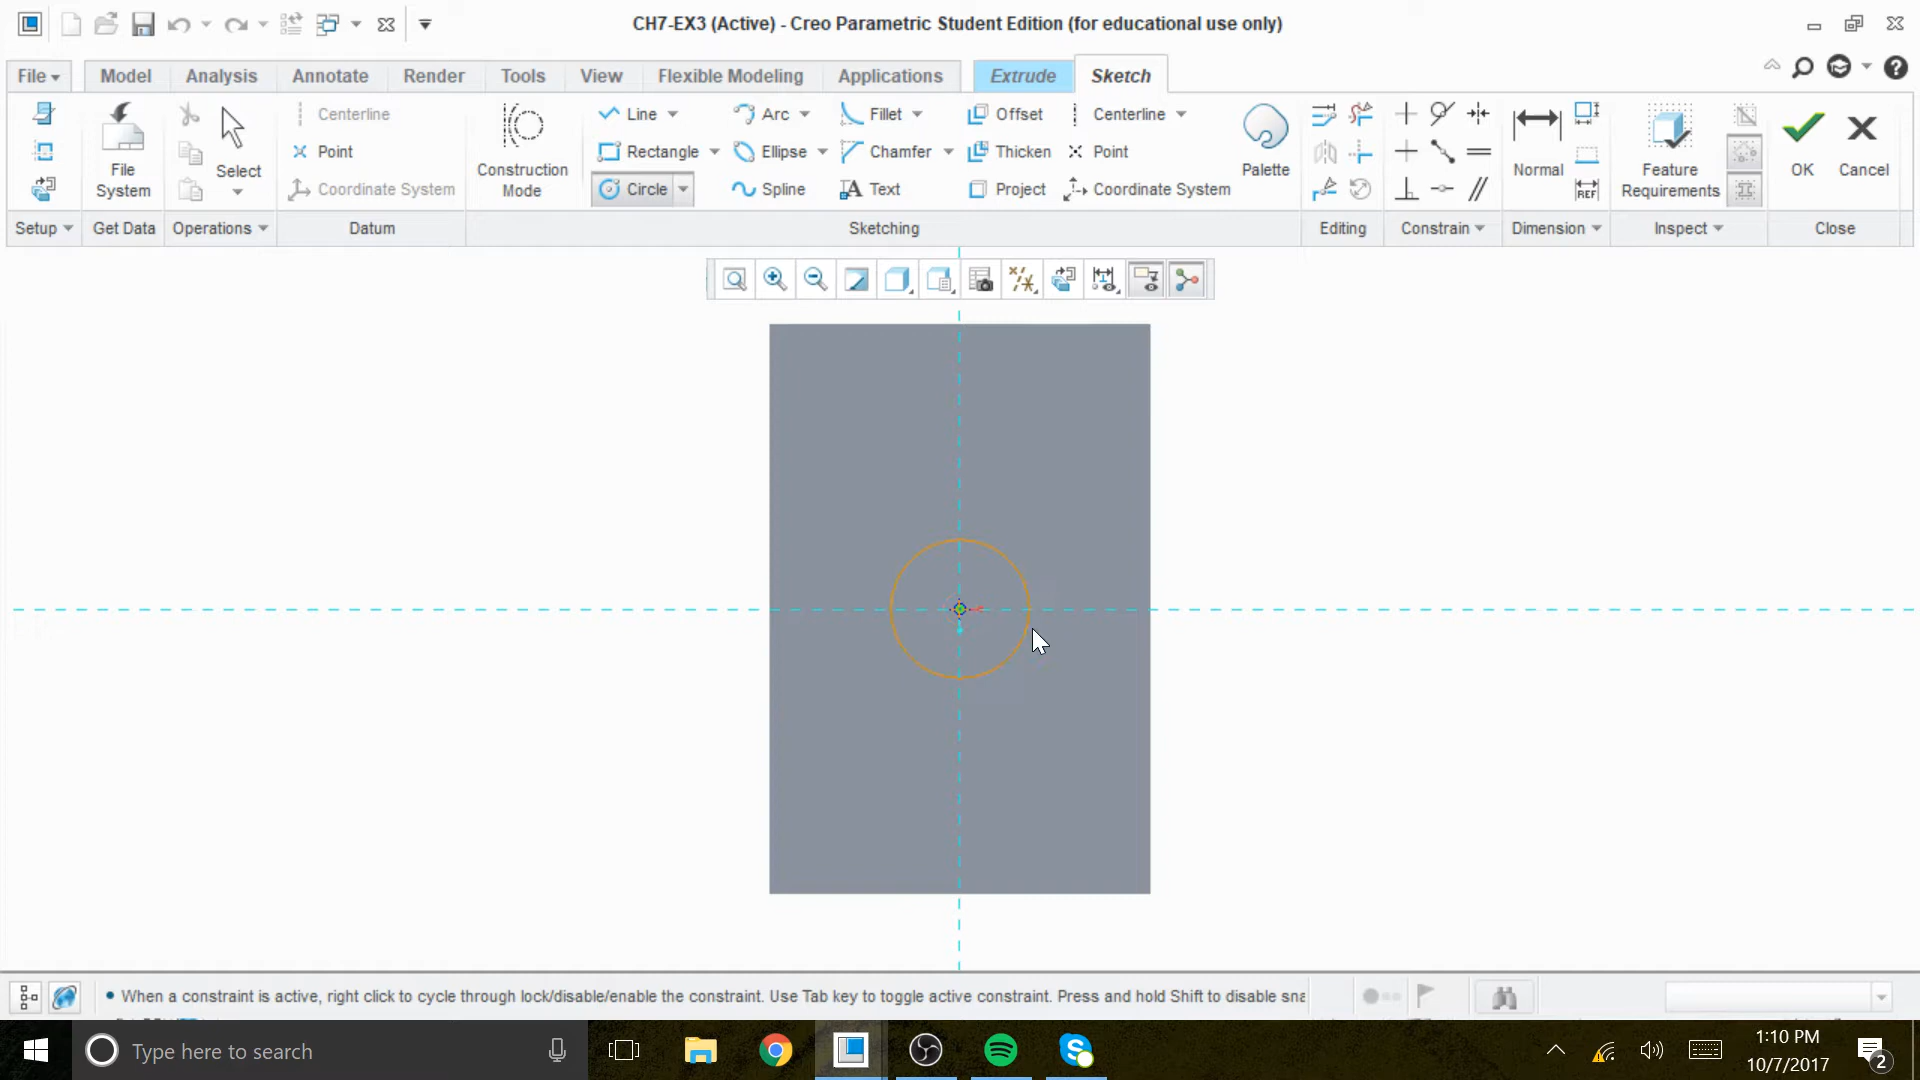 CH7-EX3 (Active) - Creo Parametric Student Edition (for educational use only)
File Model Analysis Annotate Render Tools View Flexible Modeling Applications Extrude Sketch
Centerline Line Arc Fillet Offset Centerline
Point Rectangle Ellipse Chamfer Thicken Point
Coordinate System Circle Spline Text Project Coordinate System
File System
Select
Construction Mode
Palette
Normal
REF
Feature Requirements
OK
Cancel
Setup Get Data Operations Datum Sketching Editing Constrain Dimension Inspect Close
• When a constraint is active, right click to cycle through lock/disable/enable the constraint. Use Tab key to toggle active constraint. Press and hold Shift to disable sna
Type here to search
1:10 PM
10/7/2017
2